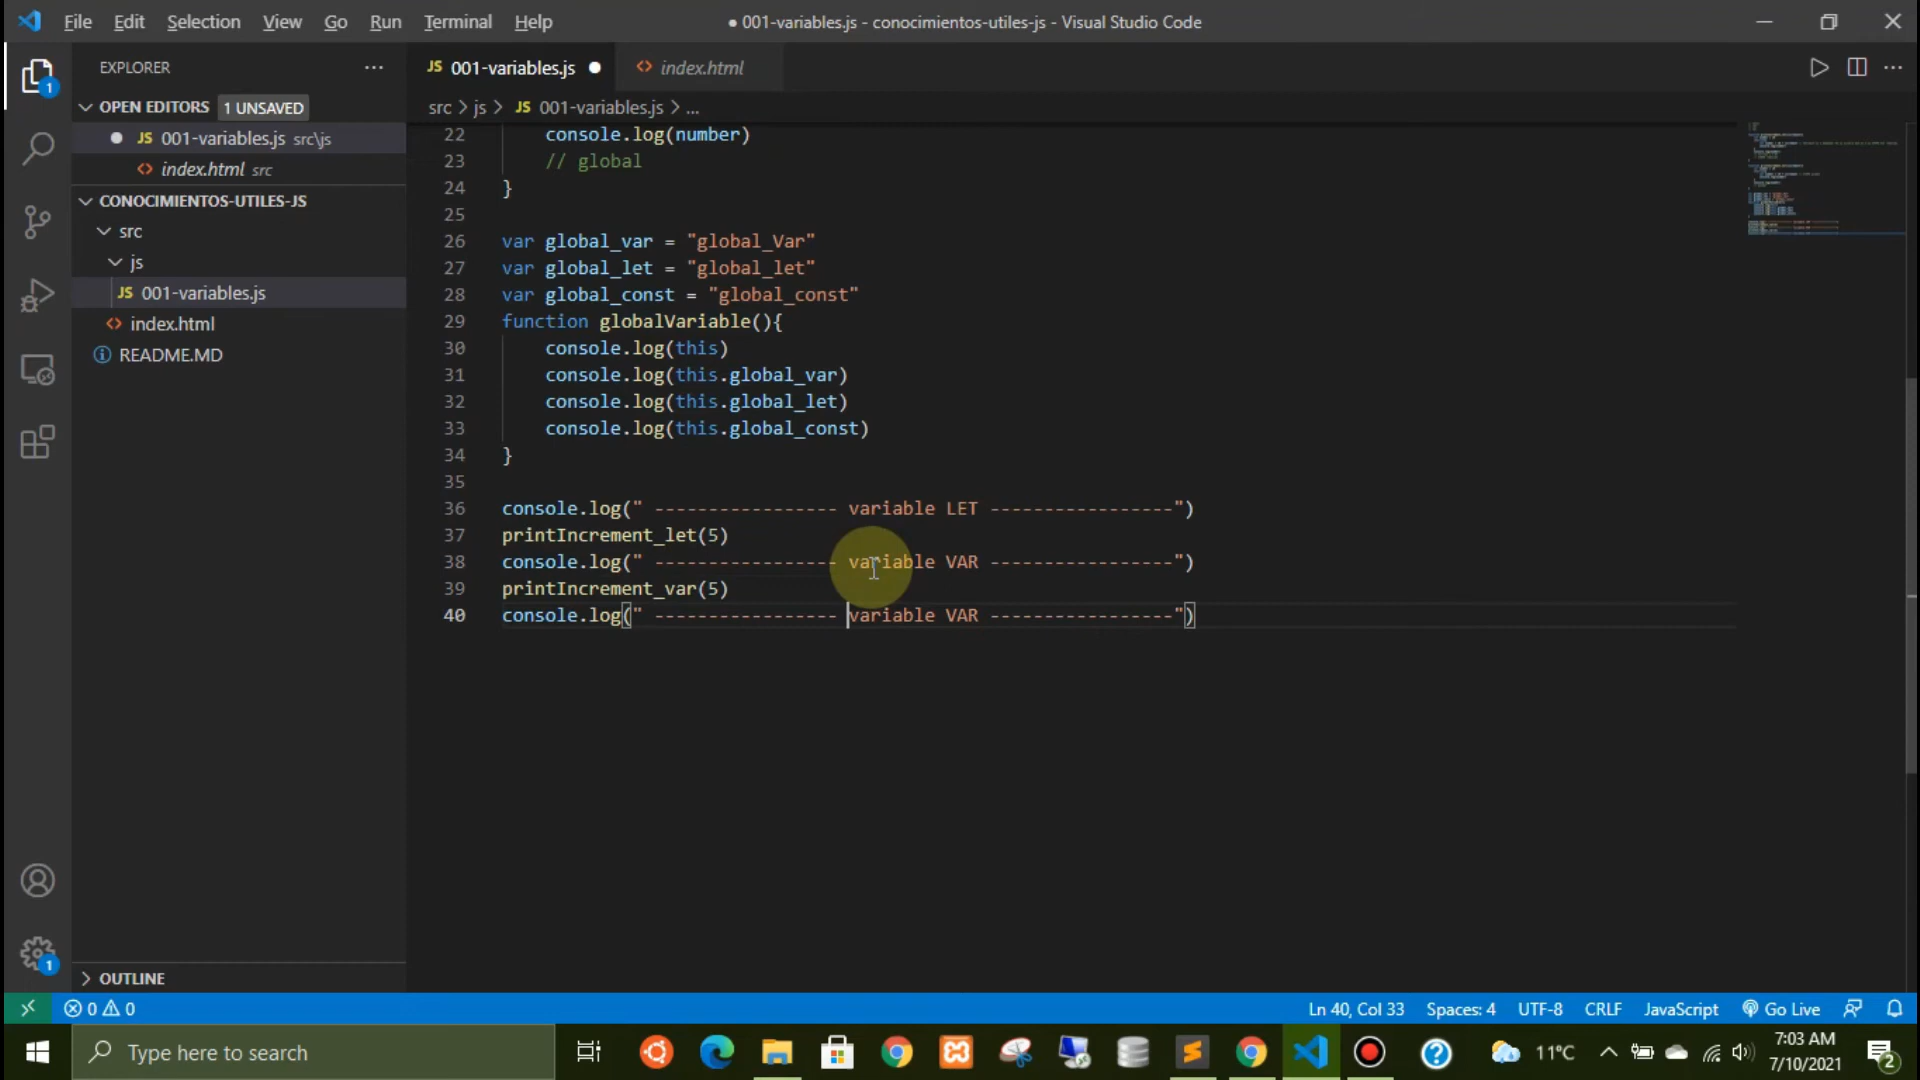 File Edit Selection View Go Run Terminal Help
● 001-variables.js - conocimientos-utiles-js - Visual Studio Code
EXPLORER
OPEN EDITORS 1 UNSAVED
JS 001-variables.js src\js
<> index.html src
CONOCIMIENTOS-UTILES-JS
src
js
JS 001-variables.js
<> index.html
README.MD
OUTLINE
JS 001-variables.js ●
<> index.html
src > js > JS 001-variables.js > ...
22 console.log(number)
23 // global
24 }
25
26 var global_var = "global_Var"
27 var global_let = "global_let"
28 var global_const = "global_const"
29 function globalVariable(){
30 console.log(this)
31 console.log(this.global_var)
32 console.log(this.global_let)
33 console.log(this.global_const)
34 }
35
36 console.log(" ----------------- variable LET -----------------")
37 printIncrement_let(5)
38 console.log(" ----------------- variable VAR -----------------")
39 printIncrement_var(5)
40 console.log(" ----------------- variable VAR -----------------")
0 0
Ln 40, Col 33 Spaces: 4 UTF-8 CRLF JavaScript Go Live
Type here to search
11°C
7:03 AM
7/10/2021
2